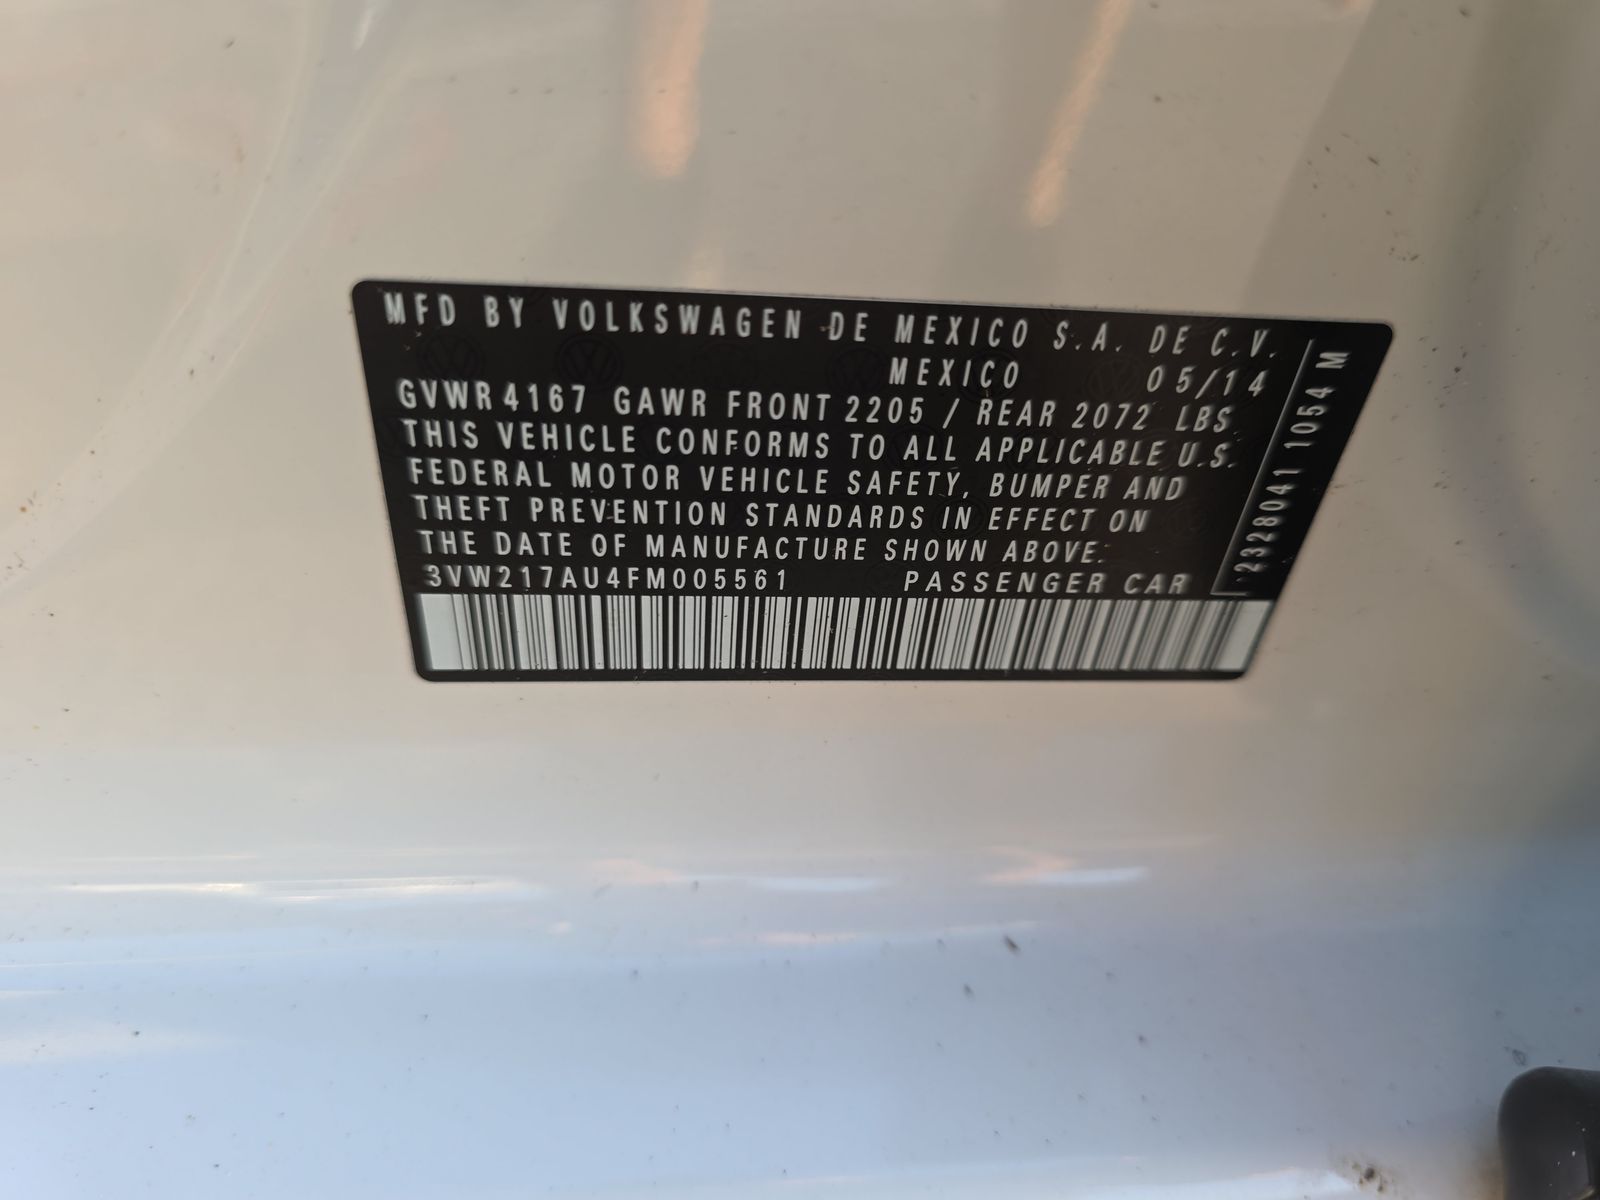 MFD BY VOLKSWAGEN DE MEXICO S.A. DE C.V.
MEXICO 05/14
GVWR 4167 GAWR FRONT 2205 / REAR 2072 LBS.
THIS VEHICLE CONFORMS TO ALL APPLICABLE U.S.
FEDERAL MOTOR VEHICLE SAFETY, BUMPER AND
THEFT PREVENTION STANDARDS IN EFFECT ON
THE DATE OF MANUFACTURE SHOWN ABOVE.
3VW217AU4FM005561 PASSENGER CAR
2328041 1054 M